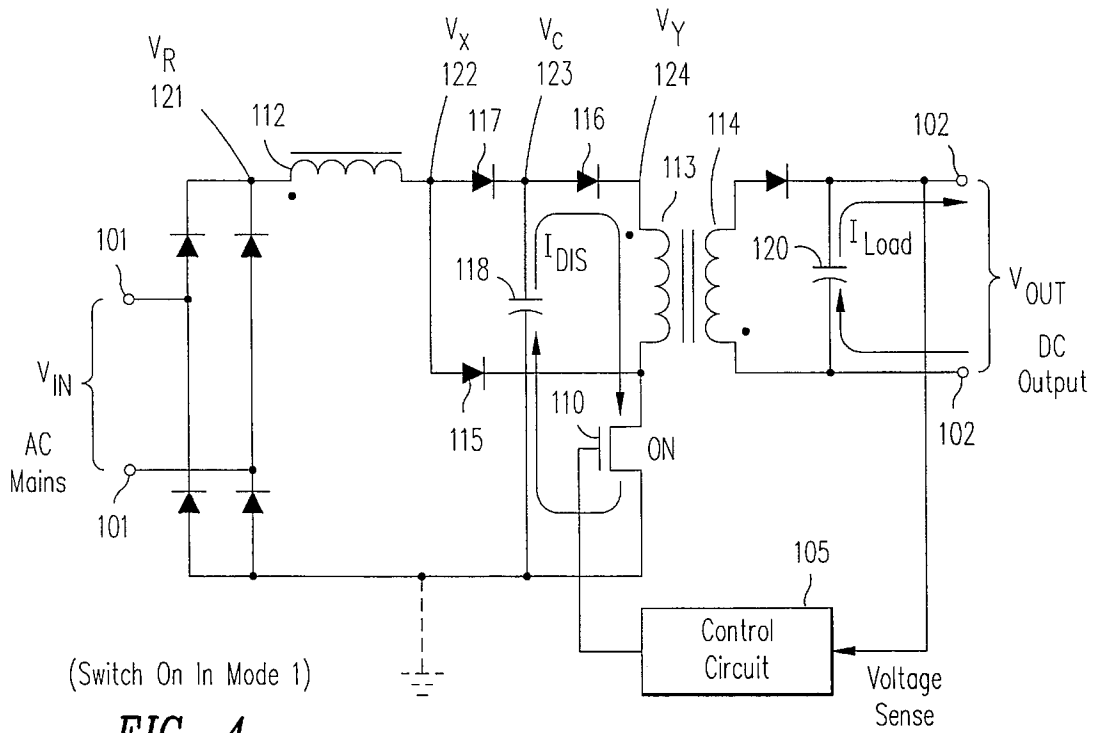 V_R
121
112
V_X
122
117
V_C
123
116
V_Y
124
113
114
102
101
118
I_DIS
120
I_Load
V_OUT
V_IN
115
110
ON
DC
Output
102
AC
Mains
101
105
Control
Circuit
Voltage
Sense
(Switch On In Mode 1)